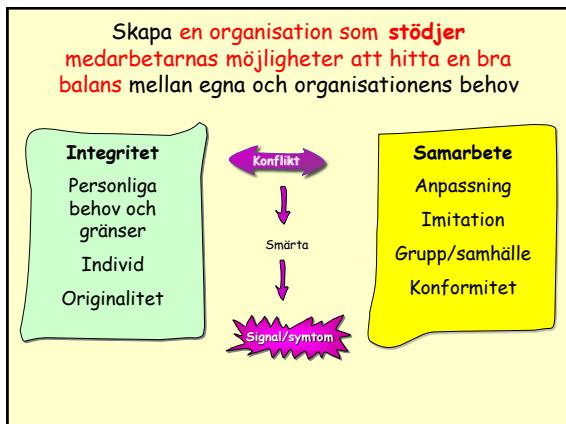 Skapa en organisation som stödjer
medarbetarnas möjligheter att hitta en bra
balans mellan egna och organisationens behov
Integritet
Personliga
behov och
gränser
Individ
Originalitet
Konflikt
Smärta
Signal/symtom
Samarbete
Anpassning
Imitation
Grupp/samhälle
Konformitet